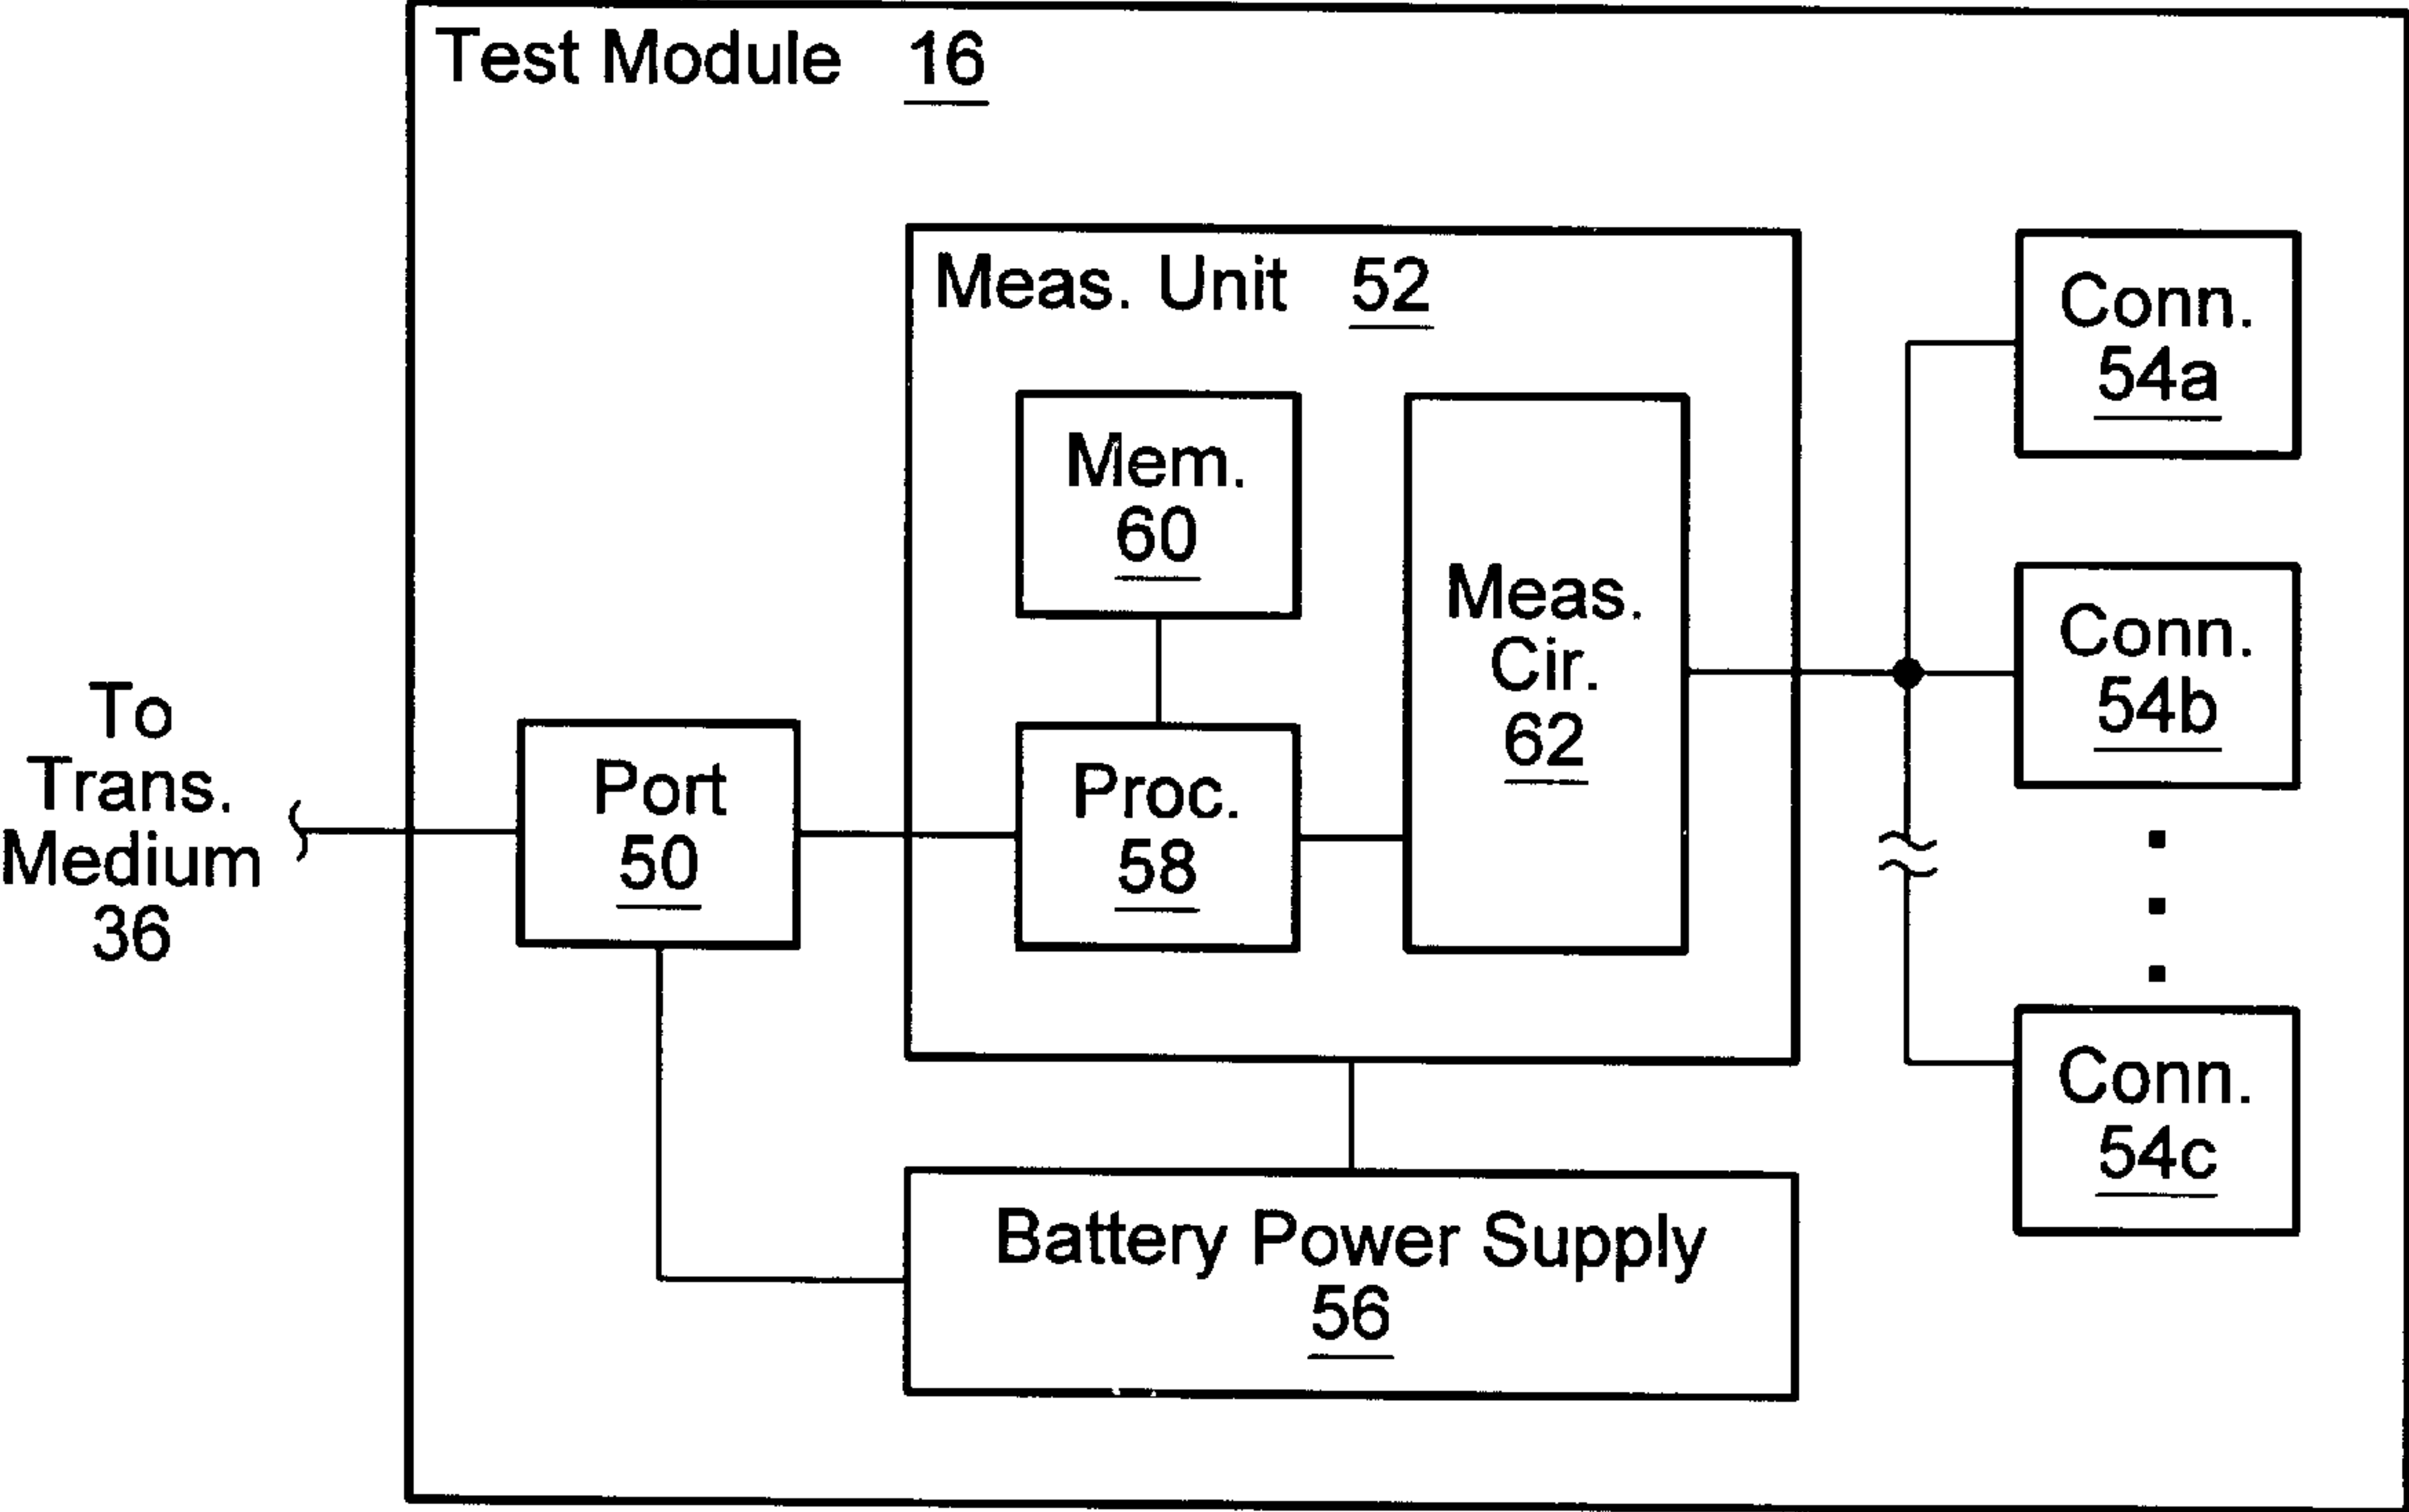 Test Module 16
Meas. Unit 52
Conn.
54a
Mem.
60
Meas.
Cir.
62
Conn.
54b
To
Trans.
Medium
36
Port
50
Proc.
58
Conn.
54c
Battery Power Supply
56